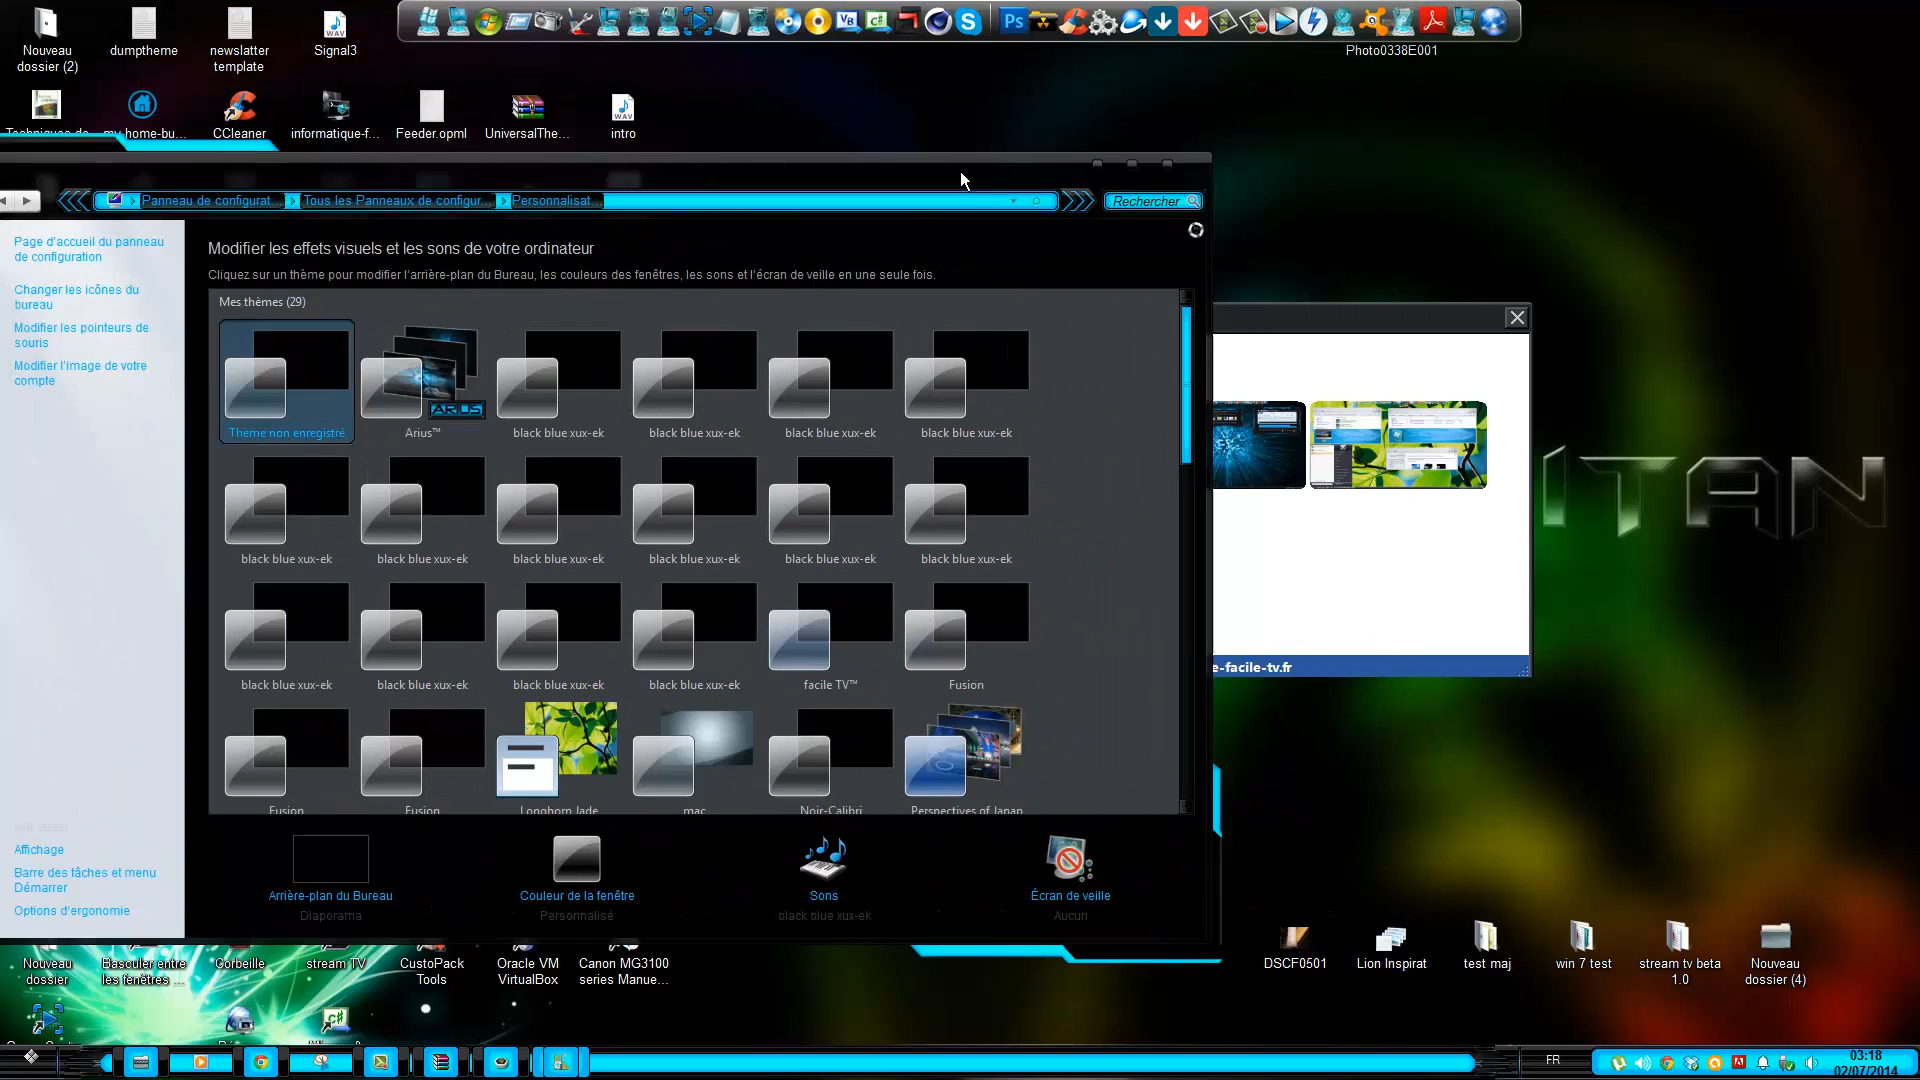 Nouveau dossier (2)
dumptheme
newslatter template
Signal3
VB
C#
Ps
Photo0338E001
my-home-bu...
CCleaner
informatique-f...
Feeder.opml
UniversalThe...
intro
Panneau de configurat...
Tous les Panneaux de configur...
Personnalisat...
Rechercher
Page d'accueil du panneau de configuration
Changer les icônes du bureau
Modifier les pointeurs de souris
Modifier l'image de votre compte
Modifier les effets visuels et les sons de votre ordinateur
Cliquez sur un thème pour modifier l'arrière-plan du Bureau, les couleurs des fenêtres, les sons et l'écran de veille en une seule fois.
Mes thèmes (29)
ARIUS
Thème non enregistré
Arius™
black blue xux-ek
black blue xux-ek
black blue xux-ek
black blue xux-ek
black blue xux-ek
black blue xux-ek
black blue xux-ek
black blue xux-ek
black blue xux-ek
black blue xux-ek
black blue xux-ek
black blue xux-ek
black blue xux-ek
black blue xux-ek
facile TV™
Fusion
Fusion
Fusion
Longhorn Jade
mac
Noir-Calibri
Perspectives of Japan
e-facile-tv.fr
ITAN
Affichage
Barre des tâches et menu Démarrer
Options d'ergonomie
Arrière-plan du Bureau
Diaporama
Couleur de la fenêtre
Personnalisé
Sons
black blue xux-ek
Écran de veille
Aucun
Nouveau dossier
Basculer entre les fenêtres ...
Corbeille
stream TV
CustoPack Tools
Oracle VM VirtualBox
Canon MG3100 series Manue...
DSCF0501
Lion Inspirat
test maj
win 7 test
stream tv beta 1.0
Nouveau dossier (4)
FR
03:18
02/07/2014